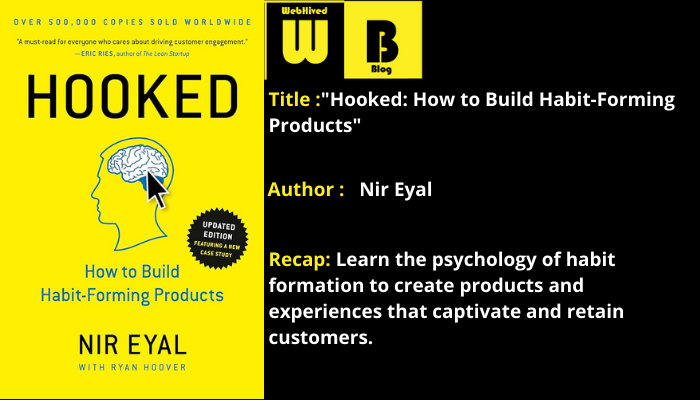 OVER 500,000 COPIES SOLD WORLDWIDE
"A must-read for everyone who cares about driving customer engagement."
—ERIC RIES, author of The Lean Startup
HOOKED
UPDATED
EDITION
FEATURING A NEW
CASE STUDY
How to Build
Habit-Forming Products
NIR EYAL
WITH RYAN HOOVER
WebHived
W
B
Blog
Title :"Hooked: How to Build Habit-Forming
Products"
Author : Nir Eyal
Recap: Learn the psychology of habit
formation to create products and
experiences that captivate and retain
customers.